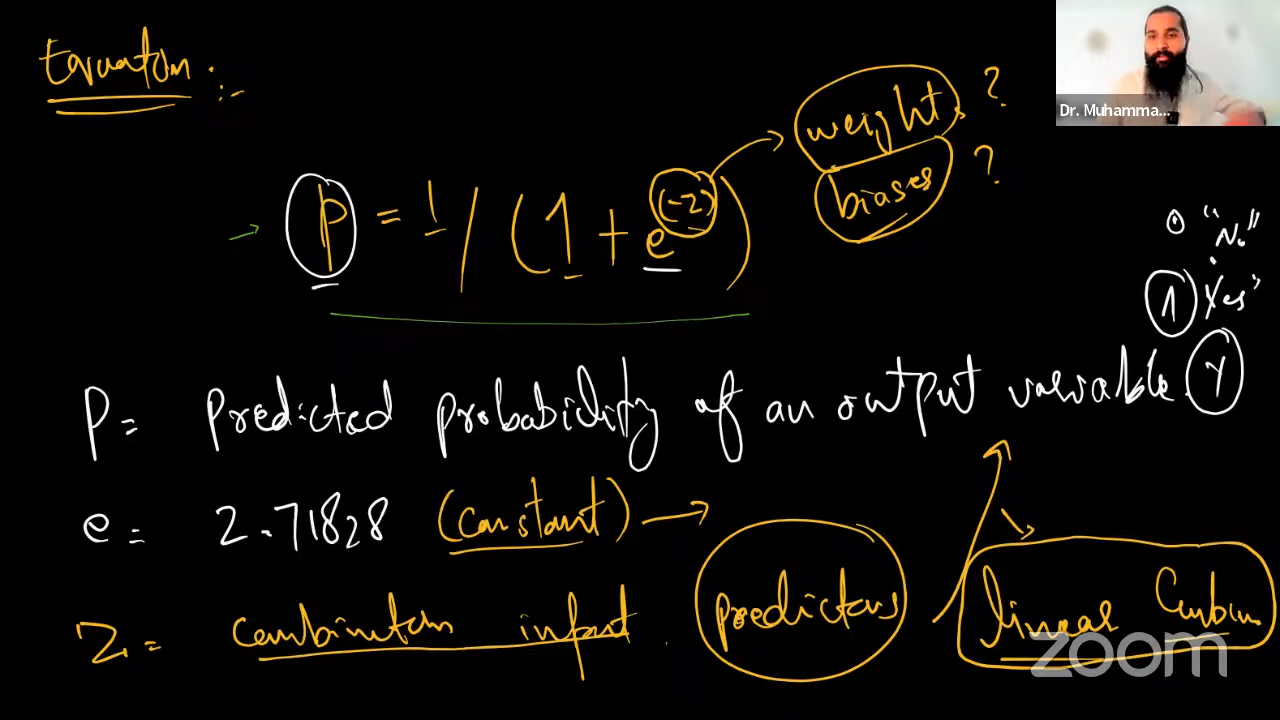 Equation :-
Dr. Muhamma...
weight ?
biases ?
P = 1 / (1 + e^(-z))
0 "No"
1 Yes"
P = Predicted probability of an output variable. Y
e = 2.71828 (constant) →
Z = combination input. predictors
linear Combin.
zoom